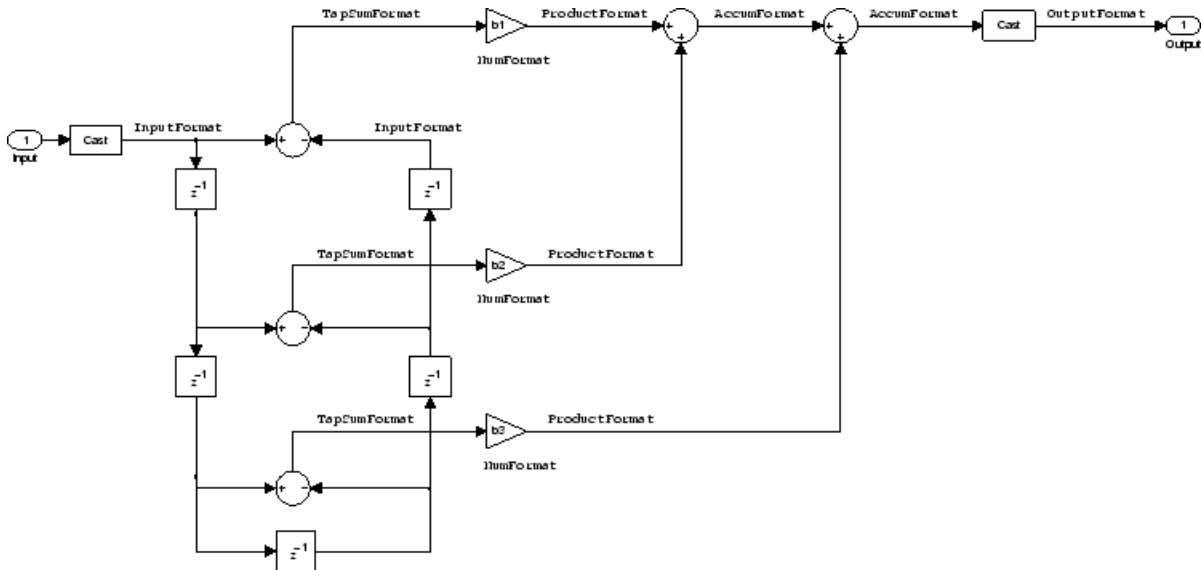 TapSumFormat
b1
ProductFormat
AccumFormat
AccumFormat
Cast
OutputFormat
1
Output
+
+
+
+
NumFormat
1
Input
Cast
InputFormat
+
−
InputFormat
z⁻¹
z⁻¹
TapSumFormat
b2
ProductFormat
NumFormat
+
−
z⁻¹
z⁻¹
TapSumFormat
b3
ProductFormat
NumFormat
+
−
z⁻¹